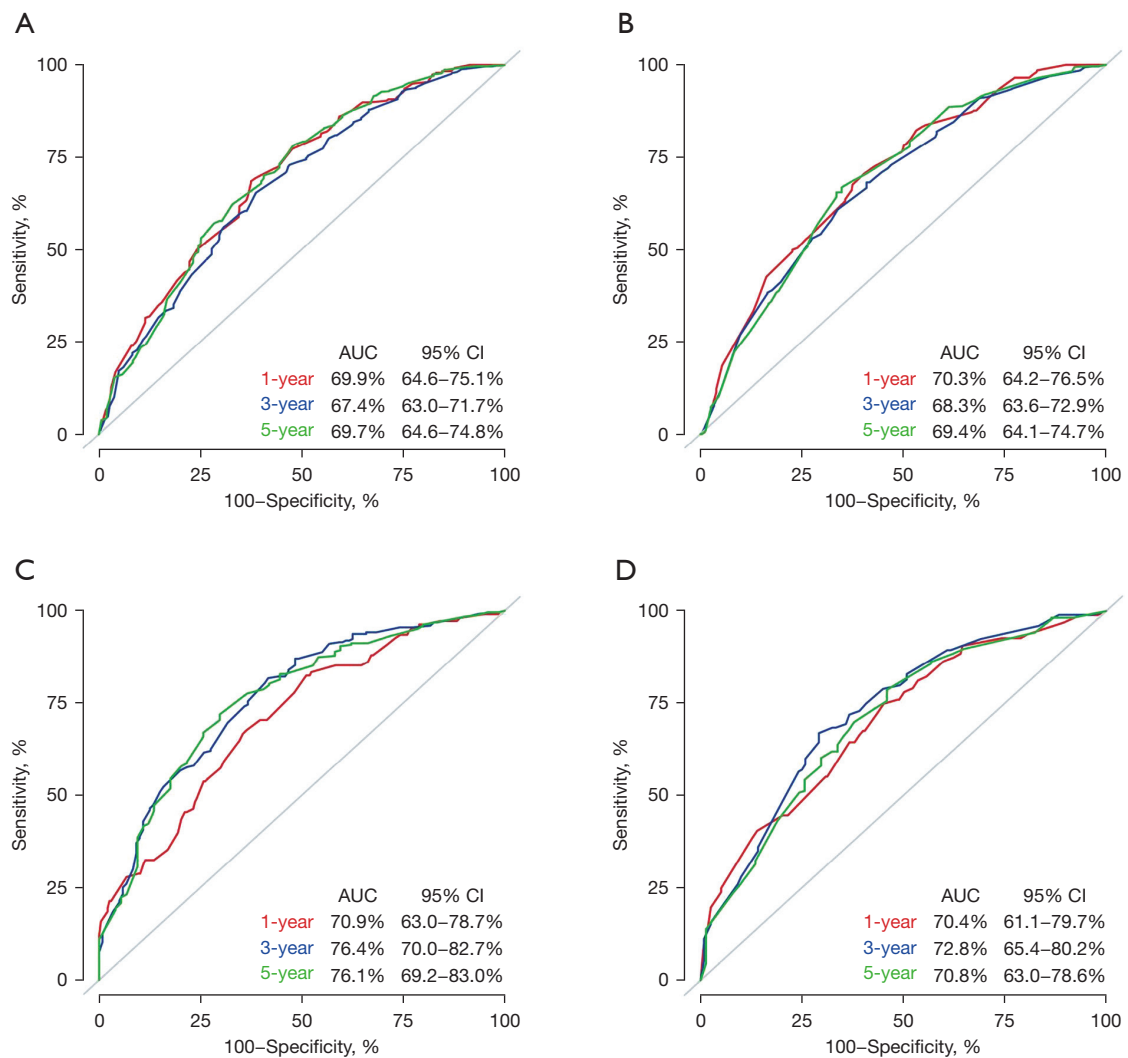 A
100
75
50
25
0
Sensitivity, %
AUC 95% CI
1-year 69.9% 64.6–75.1%
3-year 67.4% 63.0–71.7%
5-year 69.7% 64.6–74.8%
0 25 50 75 100
100–Specificity, %
B
100
75
50
25
0
Sensitivity, %
AUC 95% CI
1-year 70.3% 64.2–76.5%
3-year 68.3% 63.6–72.9%
5-year 69.4% 64.1–74.7%
0 25 50 75 100
100–Specificity, %
C
100
75
50
25
0
Sensitivity, %
AUC 95% CI
1-year 70.9% 63.0–78.7%
3-year 76.4% 70.0–82.7%
5-year 76.1% 69.2–83.0%
0 25 50 75 100
100–Specificity, %
D
100
75
50
25
0
Sensitivity, %
AUC 95% CI
1-year 70.4% 61.1–79.7%
3-year 72.8% 65.4–80.2%
5-year 70.8% 63.0–78.6%
0 25 50 75 100
100–Specificity, %